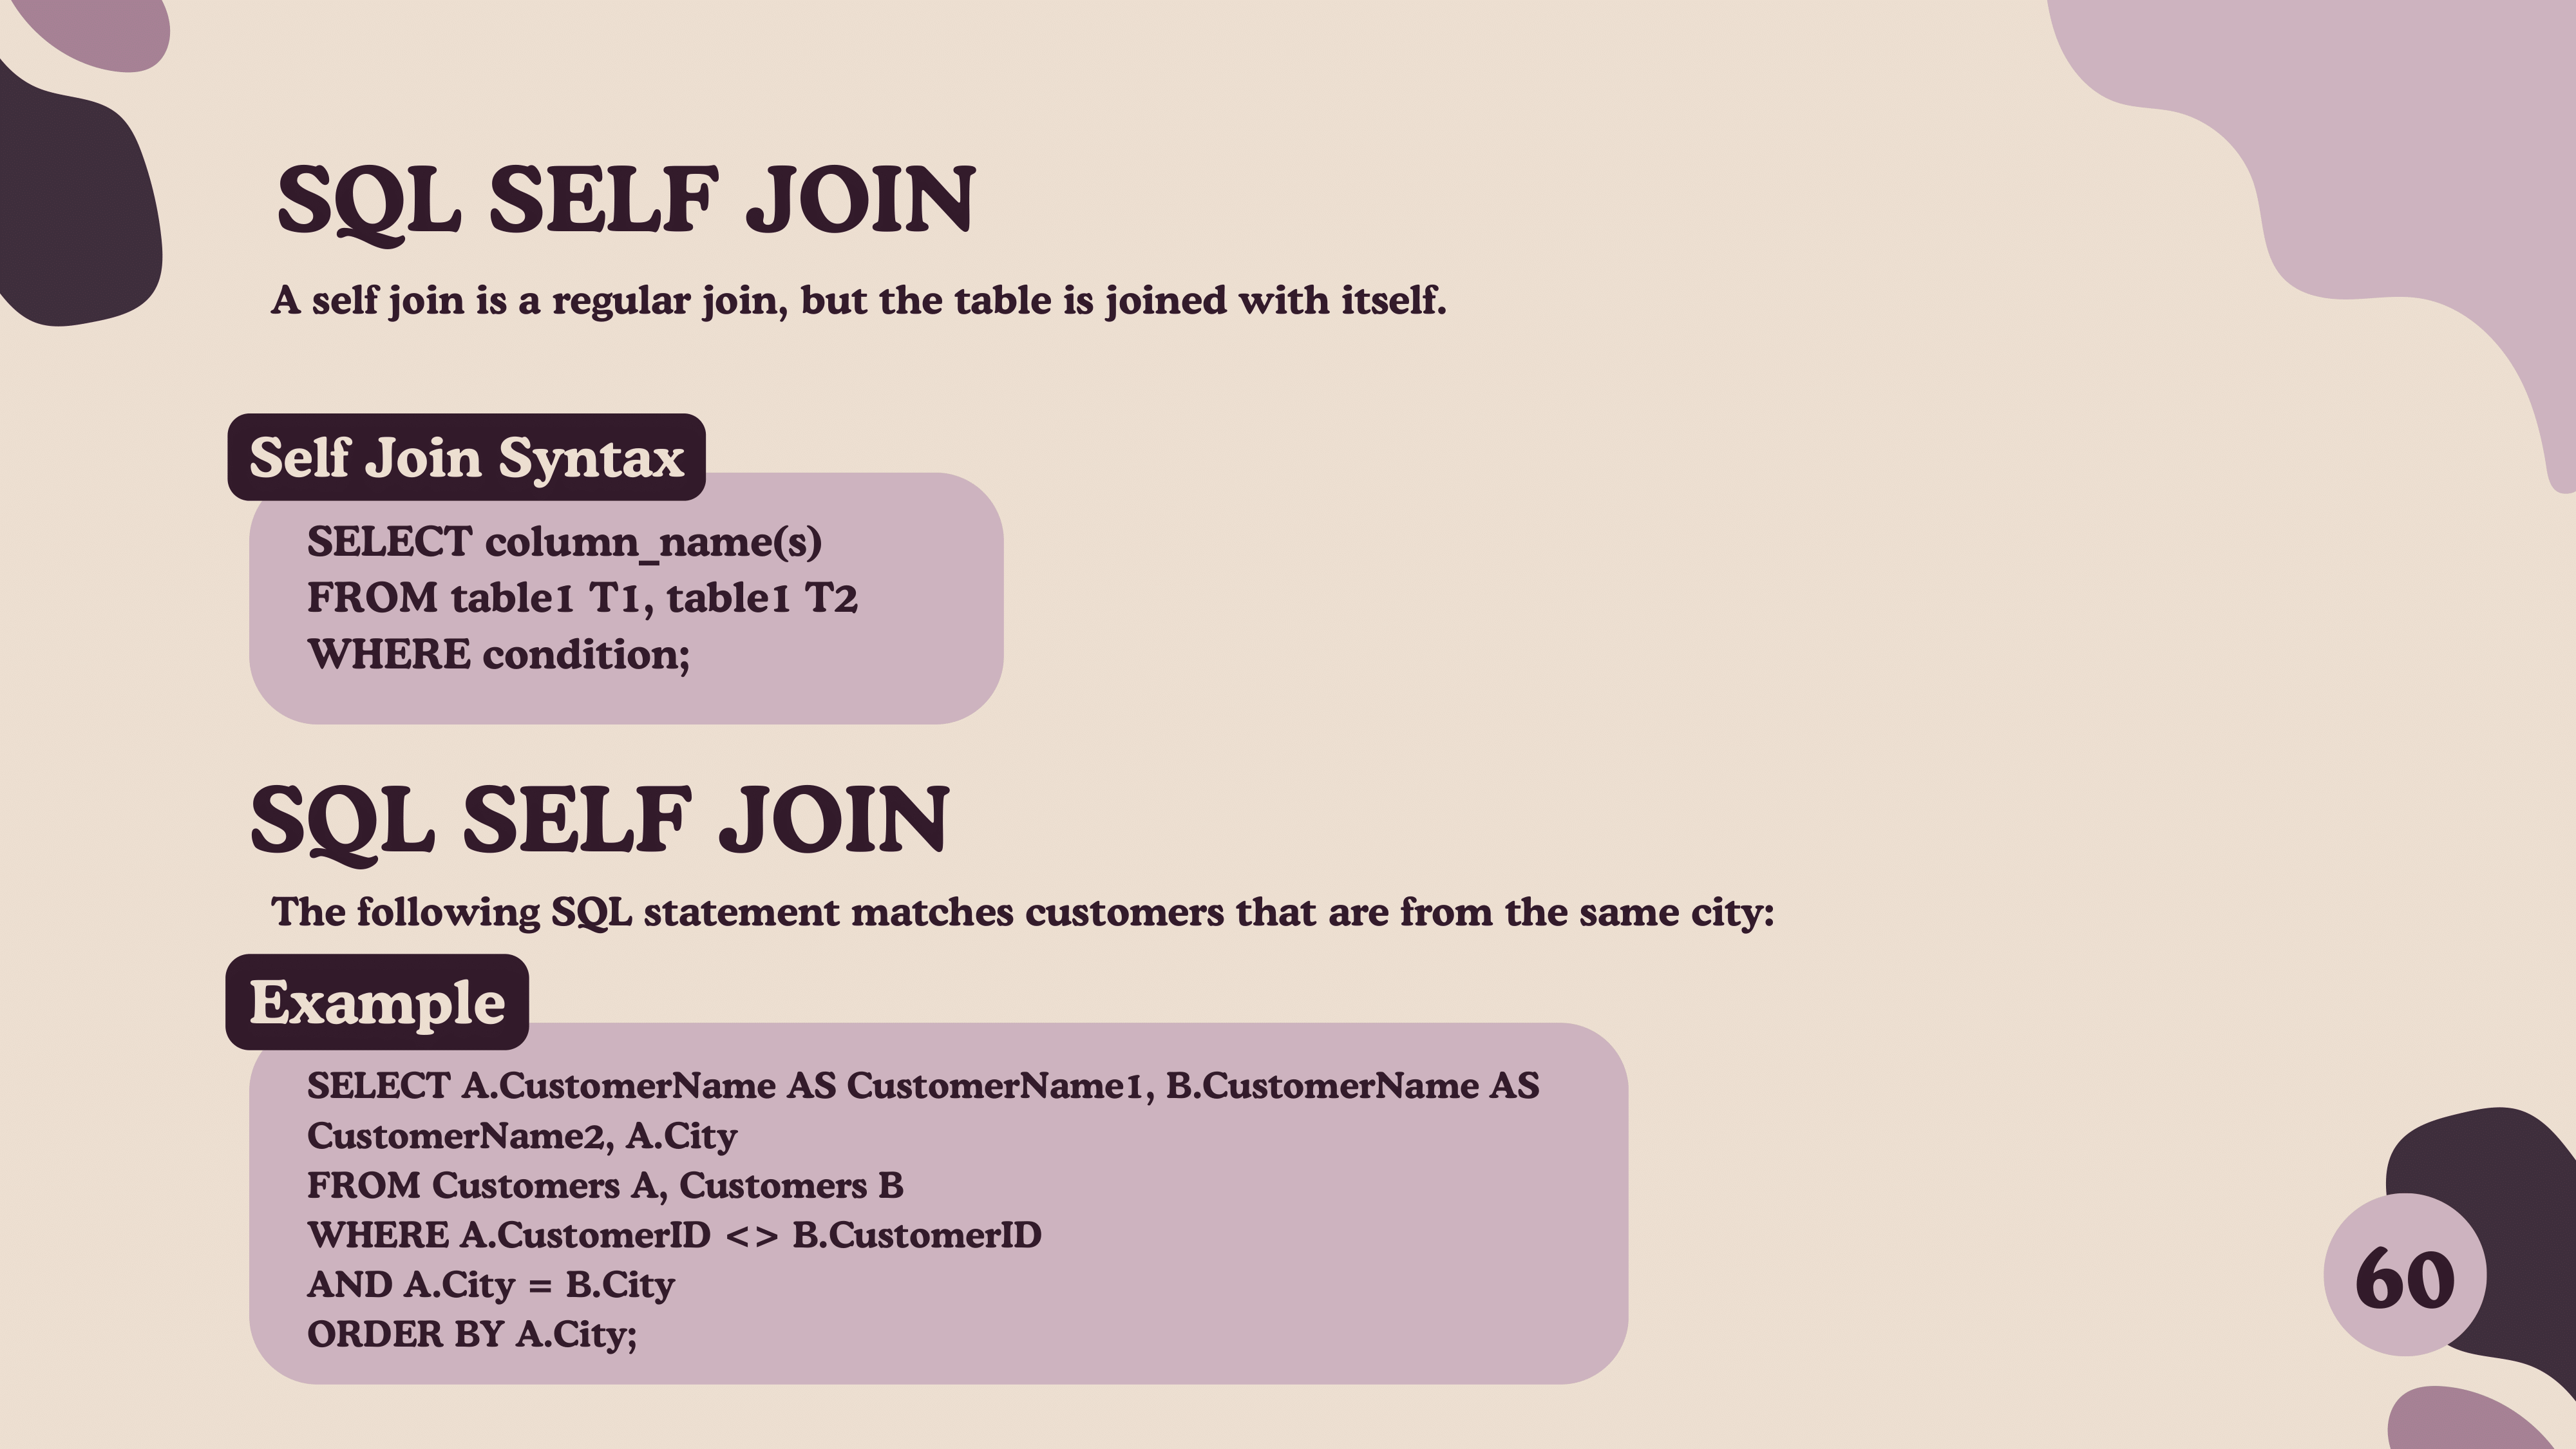 SQL SELF JOIN
A self join is a regular join, but the table is joined with itself.
Self Join Syntax
SELECT column_name(s)
FROM table1 T1, table1 T2
WHERE condition;
SQL SELF JOIN
The following SQL statement matches customers that are from the same city:
Example
SELECT A.CustomerName AS CustomerName1, B.CustomerName AS
CustomerName2, A.City
FROM Customers A, Customers B
WHERE A.CustomerID <> B.CustomerID
AND A.City = B.City
ORDER BY A.City;
60